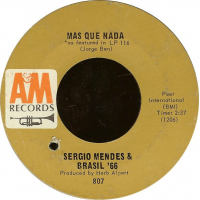 MAS QUE NADA
"as featured in LP 116
(Jorge Ben)
AM
RECORDS
Peer
International
(BMI)
Time: 2:37
(1206)
SERGIO MENDES &
BRASIL '66
Produced by Herb Alpert
807